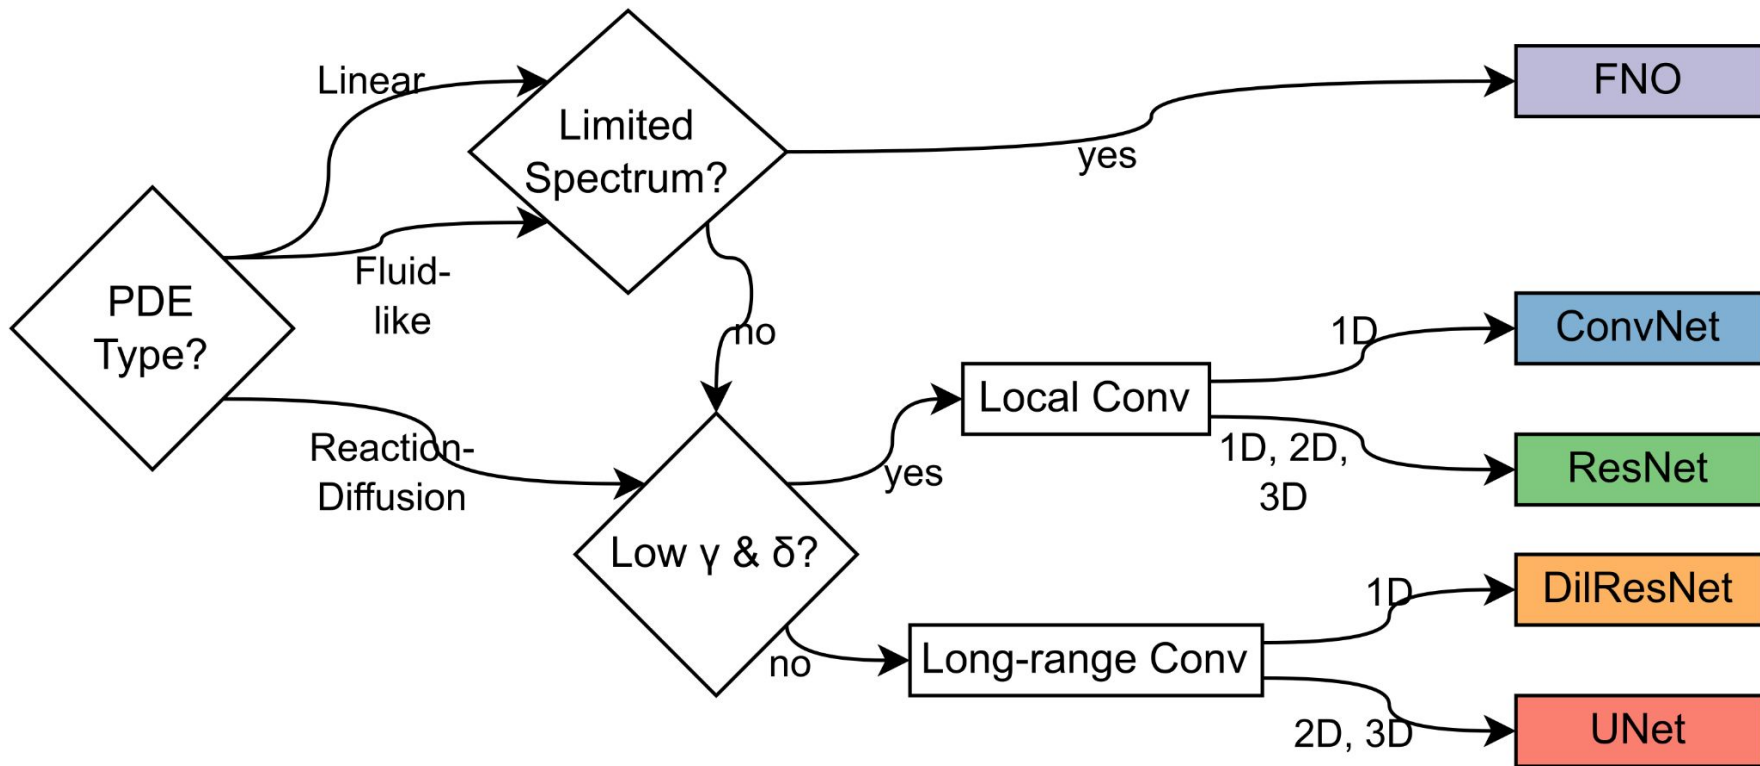 Linear
Limited
Spectrum?
yes
FNO
PDE
Type?
Fluid-
like
no
1D
ConvNet
Local Conv
Reaction-
Diffusion
yes
1D, 2D,
3D
ResNet
Low γ & δ?
1D
DilResNet
no
Long-range Conv
2D, 3D
UNet